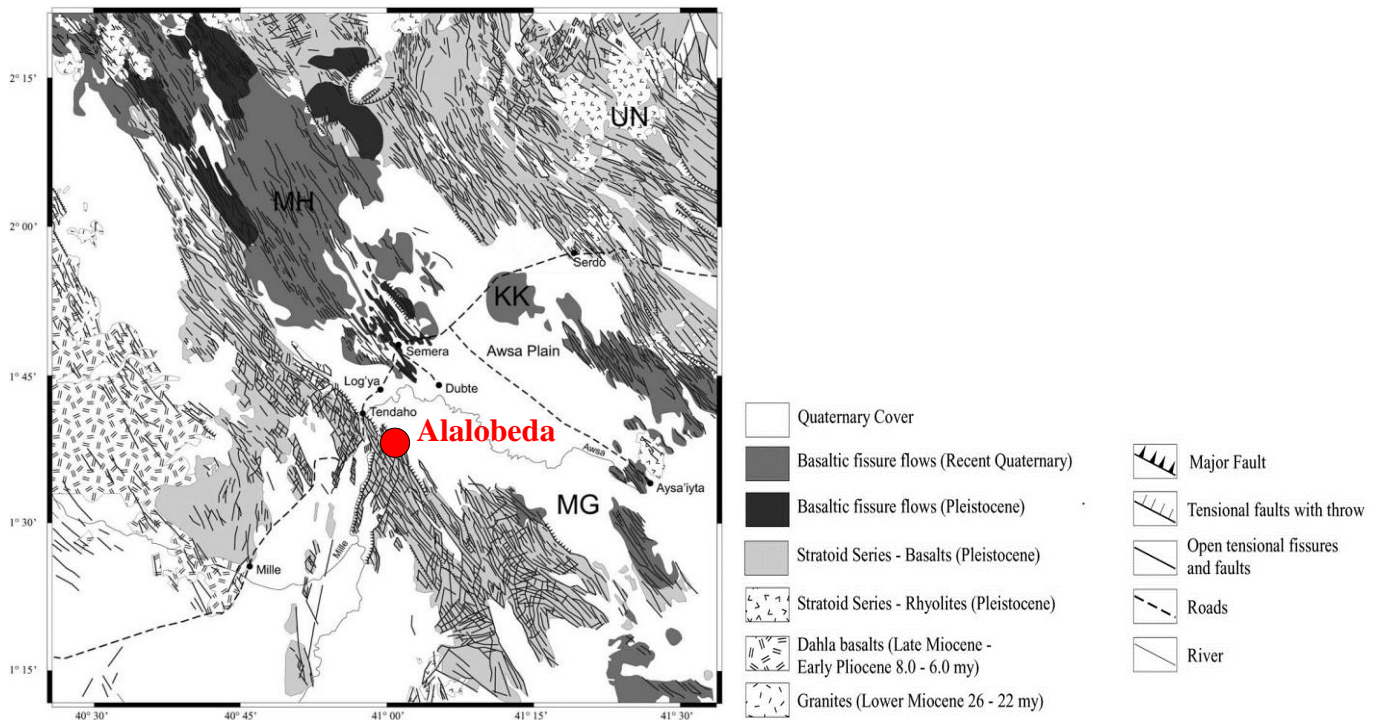 2° 15'
UN
MH
2° 00'
Serdo
KK
Awsa Plain
Semera
1° 45'
Log'ya
Dubte
Tendaho
Alalobeda
Awsa
Aysa'iyta
MG
1° 30'
Mille
Mille
1° 15'
40° 30'
40° 45'
41° 00'
41° 15'
41° 30'
Quaternary Cover
Basaltic fissure flows (Recent Quaternary)
Basaltic fissure flows (Pleistocene)
Stratoid Series - Basalts (Pleistocene)
Stratoid Series - Rhyolites (Pleistocene)
Dahla basalts (Late Miocene -
Early Pliocene 8.0 - 6.0 my)
Granites (Lower Miocene 26 - 22 my)
Major Fault
Tensional faults with throw
Open tensional fissures
and faults
Roads
River